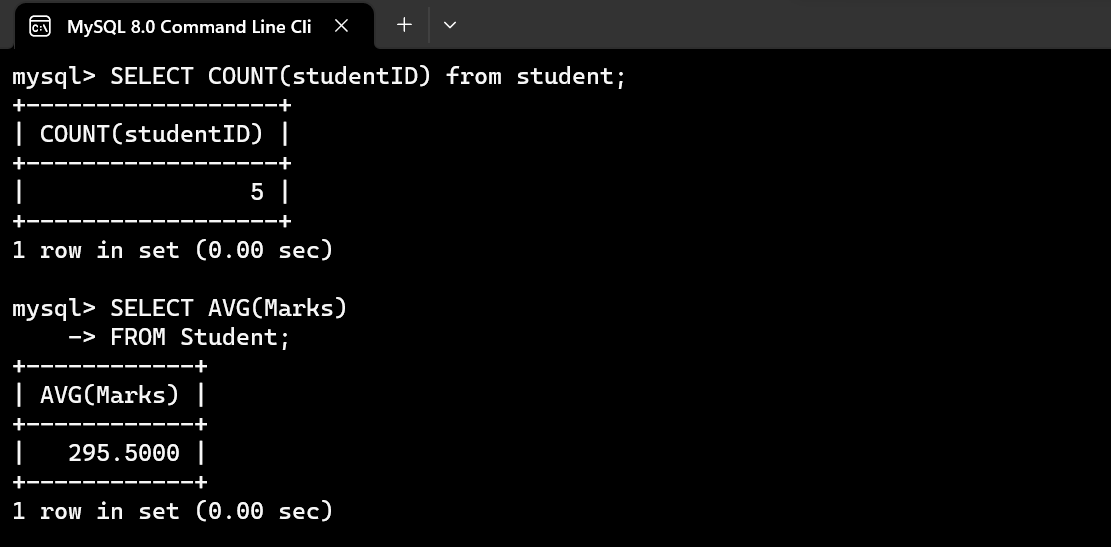 MySQL 8.0 Command Line Cli
mysql> SELECT COUNT(studentID) from student;
+------------------+
| COUNT(studentID) |
+------------------+
|                5 |
+------------------+
1 row in set (0.00 sec)

mysql> SELECT AVG(Marks)
    -> FROM Student;
+------------+
| AVG(Marks) |
+------------+
|   295.5000 |
+------------+
1 row in set (0.00 sec)